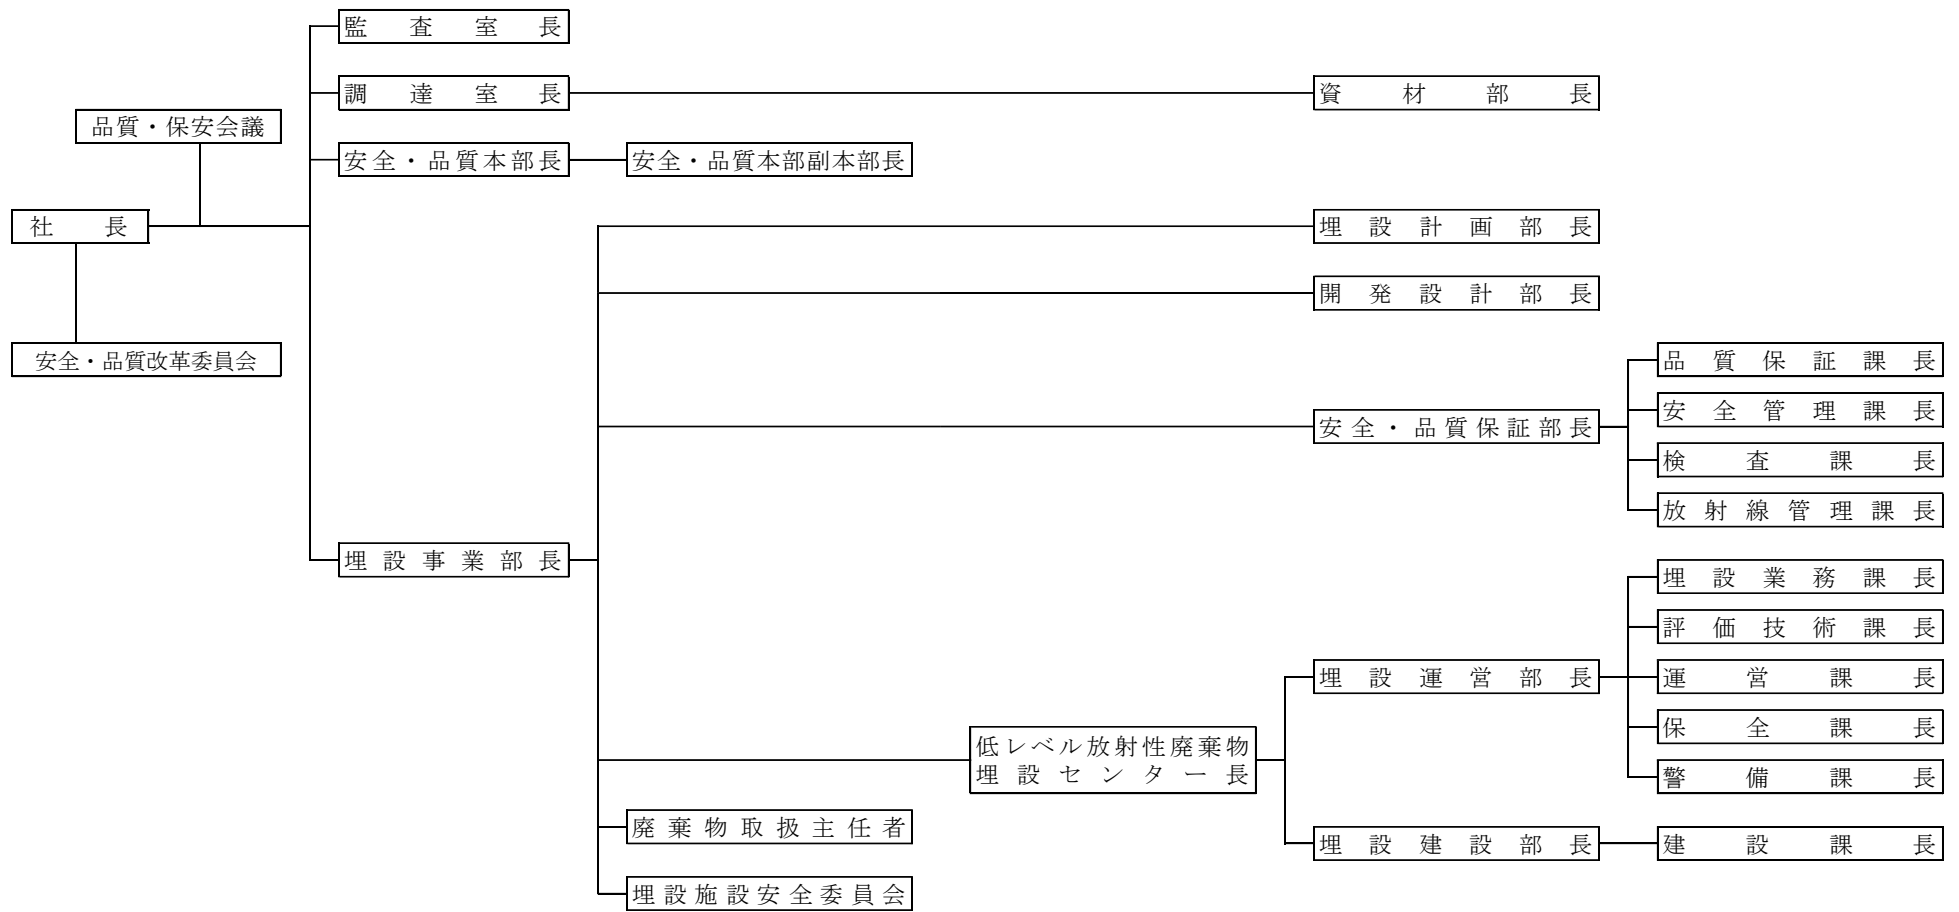 監査室長
調達室長
資材部長
品質・保安会議
安全・品質本部長
安全・品質本部副本部長
社長
埋設計画部長
開発設計部長
安全・品質改革委員会
品質保証課長
安全管理課長
安全・品質保証部長
検査課長
放射線管理課長
埋設事業部長
埋設業務課長
評価技術課長
埋設運営部長
運営課長
保全課長
低レベル放射性廃棄物
埋設センター長
警備課長
廃棄物取扱主任者
埋設建設部長
建設課長
埋設施設安全委員会